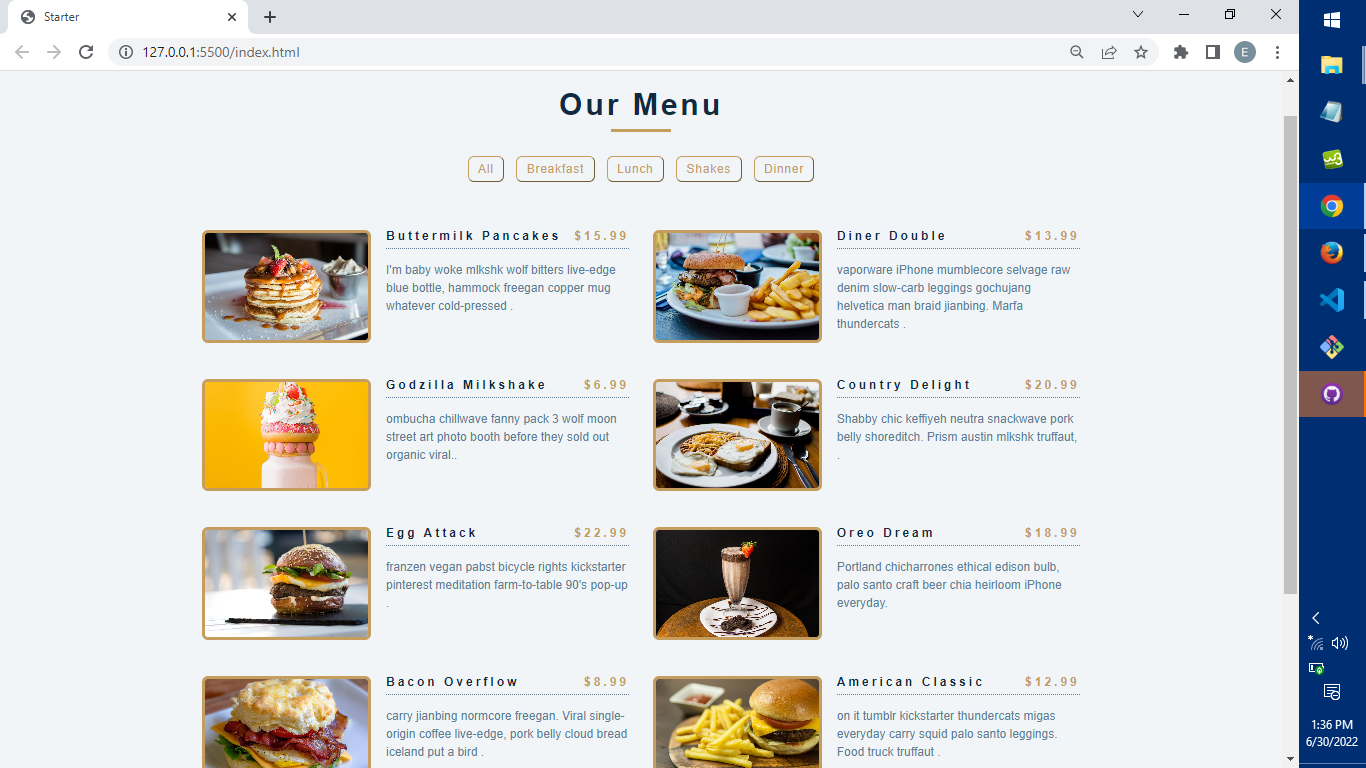 Starter
127.0.0.1:5500/index.html
E
Our Menu
All Breakfast Lunch Shakes Dinner
Buttermilk Pancakes $15.99
I'm baby woke mlkshk wolf bitters live-edge
blue bottle, hammock freegan copper mug
whatever cold-pressed .
Diner Double $13.99
vaporware iPhone mumblecore selvage raw
denim slow-carb leggings gochujang
helvetica man braid jianbing. Marfa
thundercats .
Godzilla Milkshake $6.99
ombucha chillwave fanny pack 3 wolf moon
street art photo booth before they sold out
organic viral..
Country Delight $20.99
Shabby chic keffiyeh neutra snackwave pork
belly shoreditch. Prism austin mlkshk truffaut,
.
Egg Attack $22.99
franzen vegan pabst bicycle rights kickstarter
pinterest meditation farm-to-table 90's pop-up
.
Oreo Dream $18.99
Portland chicharrones ethical edison bulb,
palo santo craft beer chia heirloom iPhone
everyday.
Bacon Overflow $8.99
carry jianbing normcore freegan. Viral single-
origin coffee live-edge, pork belly cloud bread
iceland put a bird .
American Classic $12.99
on it tumblr kickstarter thundercats migas
everyday carry squid palo santo leggings.
Food truck truffaut .
w3
1:36 PM
6/30/2022